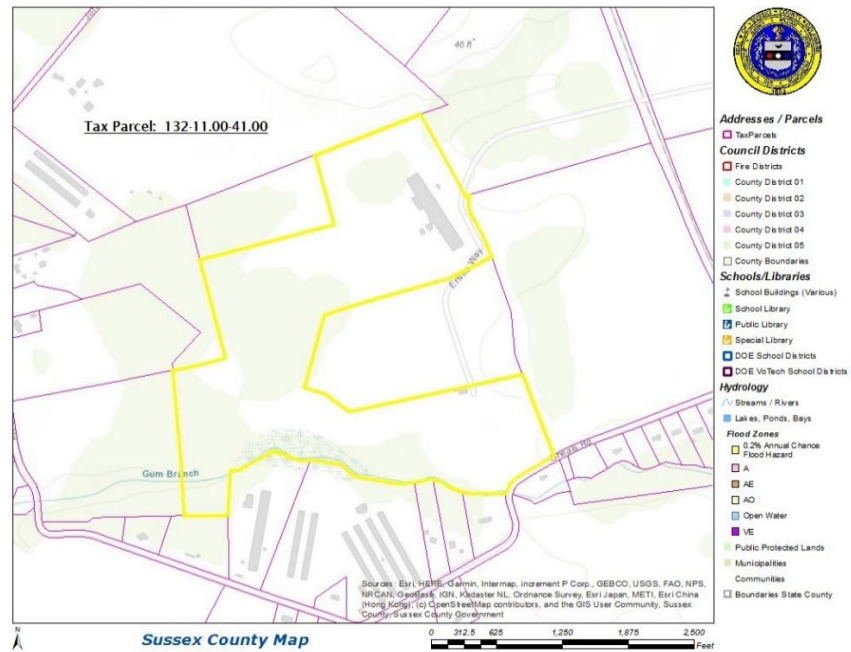 46 ft
Tax Parcel: 132-11.00-41.00
Gum Branch
Sources: Esri, HERE, Garmin, Intermap, increment P Corp., GEBCO, USGS, FAO, NPS,
NRCAN, GeoBase, IGN, Kadaster NL, Ordnance Survey, Esri Japan, METI, Esri China
(Hong Kong), (c) OpenStreetMap contributors, and the GIS User Community, Sussex
County, Sussex County Government
N
Sussex County Map
0 312.5 625 1,250 1,875 2,500
Feet
Addresses / Parcels
TaxParcels
Council Districts
Fire Districts
County District 01
County District 02
County District 03
County District 04
County District 05
County Boundaries
Schools/Libraries
School Buildings (Various)
School Library
Public Library
Special Library
DOE School Districts
DOE VoTech School Districts
Hydrology
Streams / Rivers
Lakes, Ponds, Bays
Flood Zones
0.2% Annual Chance
Flood Hazard
A
AE
AO
Open Water
VE
Public Protected Lands
Municipalities
Communities
Boundaries State County